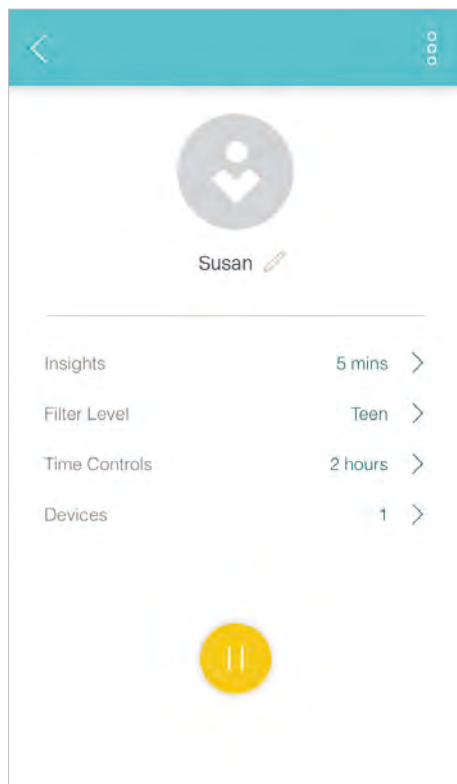 Susan
Insights 5 mins
Filter Level Teen
Time Controls 2 hours
Devices 1